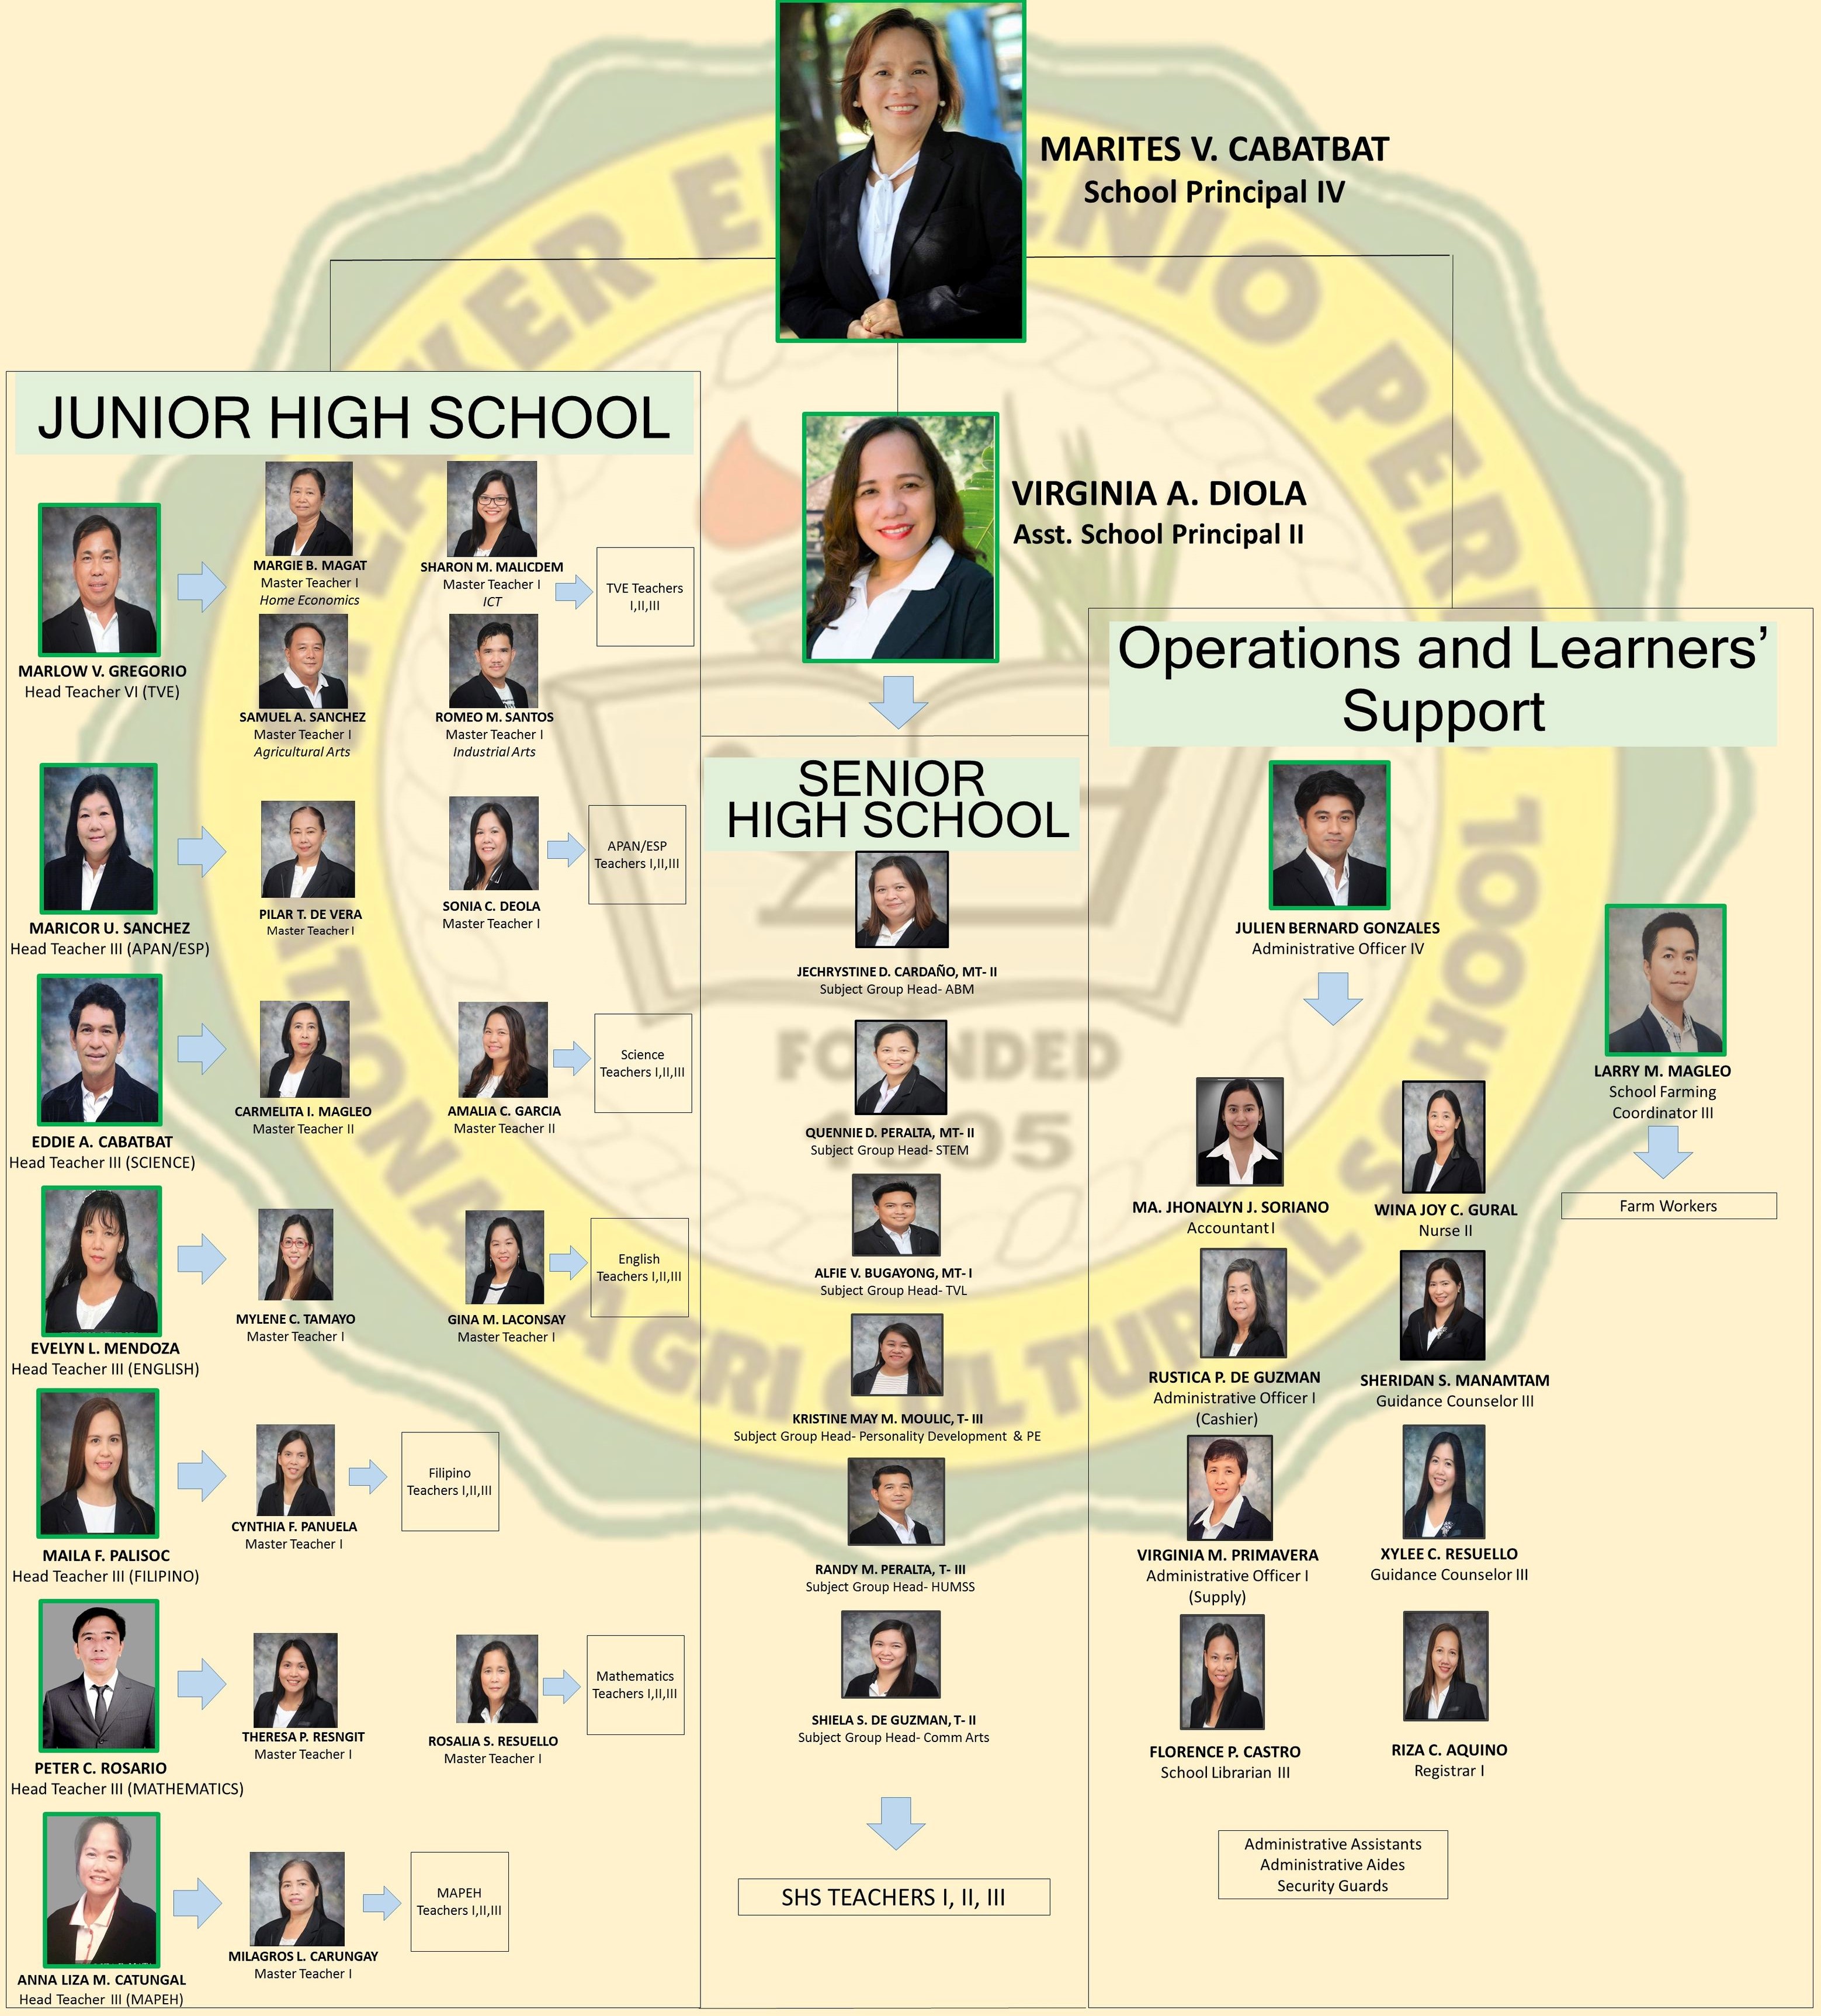 MARITES V. CABATBAT
School Principal IV
VIRGINIA A. DIOLA
Asst. School Principal II
JUNIOR HIGH SCHOOL
MARLOW V. GREGORIO
Head Teacher VI (TVE)
MARGIE B. MAGAT
Master Teacher I
Home Economics
SHARON M. MALICDEM
Master Teacher I
ICT
SAMUEL A. SANCHEZ
Master Teacher I
Agricultural Arts
ROMEO M. SANTOS
Master Teacher I
Industrial Arts
TVE Teachers
I,II,III
MARICOR U. SANCHEZ
Head Teacher III (APAN/ESP)
PILAR T. DE VERA
Master Teacher I
SONIA C. DEOLA
Master Teacher I
APAN/ESP
Teachers I,II,III
EDDIE A. CABATBAT
Head Teacher III (SCIENCE)
CARMELITA I. MAGLEO
Master Teacher II
AMALIA C. GARCIA
Master Teacher II
Science
Teachers I,II,III
EVELYN L. MENDOZA
Head Teacher III (ENGLISH)
MYLENE C. TAMAYO
Master Teacher I
GINA M. LACONSAY
Master Teacher I
English
Teachers I,II,III
MAILA F. PALISOC
Head Teacher III (FILIPINO)
CYNTHIA F. PANUELA
Master Teacher I
Filipino
Teachers I,II,III
PETER C. ROSARIO
Head Teacher III (MATHEMATICS)
THERESA P. RESNGIT
Master Teacher I
ROSALIA S. RESUELLO
Master Teacher I
Mathematics
Teachers I,II,III
ANNA LIZA M. CATUNGAL
Head Teacher III (MAPEH)
MILAGROS L. CARUNGAY
Master Teacher I
MAPEH
Teachers I,II,III
SENIOR
HIGH SCHOOL
JECHRYSTINE D. CARDAÑO, MT- II
Subject Group Head- ABM
QUENNIE D. PERALTA, MT- II
Subject Group Head- STEM
ALFIE V. BUGAYONG, MT- I
Subject Group Head- TVL
KRISTINE MAY M. MOULIC, T- III
Subject Group Head- Personality Development & PE
RANDY M. PERALTA, T- III
Subject Group Head- HUMSS
SHIELA S. DE GUZMAN, T- II
Subject Group Head- Comm Arts
SHS TEACHERS I, II, III
Operations and Learners’
Support
JULIEN BERNARD GONZALES
Administrative Officer IV
LARRY M. MAGLEO
School Farming
Coordinator III
Farm Workers
MA. JHONALYN J. SORIANO
Accountant I
WINA JOY C. GURAL
Nurse II
RUSTICA P. DE GUZMAN
Administrative Officer I
(Cashier)
SHERIDAN S. MANAMTAM
Guidance Counselor III
VIRGINIA M. PRIMAVERA
Administrative Officer I
(Supply)
XYLEE C. RESUELLO
Guidance Counselor III
FLORENCE P. CASTRO
School Librarian III
RIZA C. AQUINO
Registrar I
Administrative Assistants
Administrative Aides
Security Guards
FOUNDED